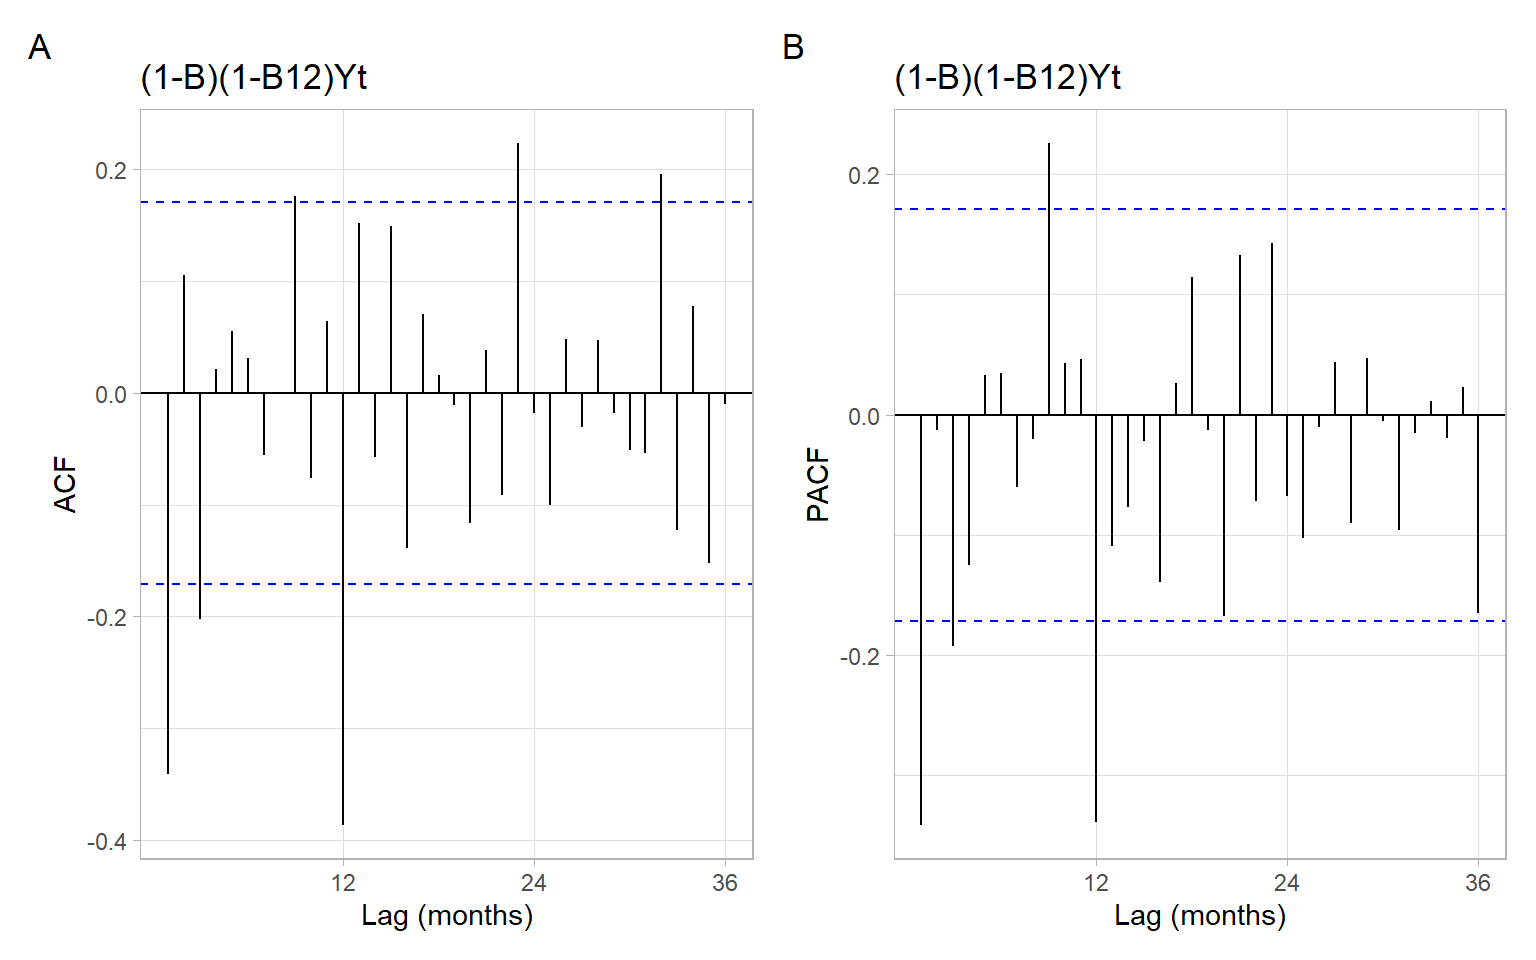 A
(1-B)(1-B12)Yt
0.2
0.0
-0.2
-0.4
ACF
12
24
36
Lag (months)
B
(1-B)(1-B12)Yt
0.2
0.0
-0.2
PACF
12
24
36
Lag (months)